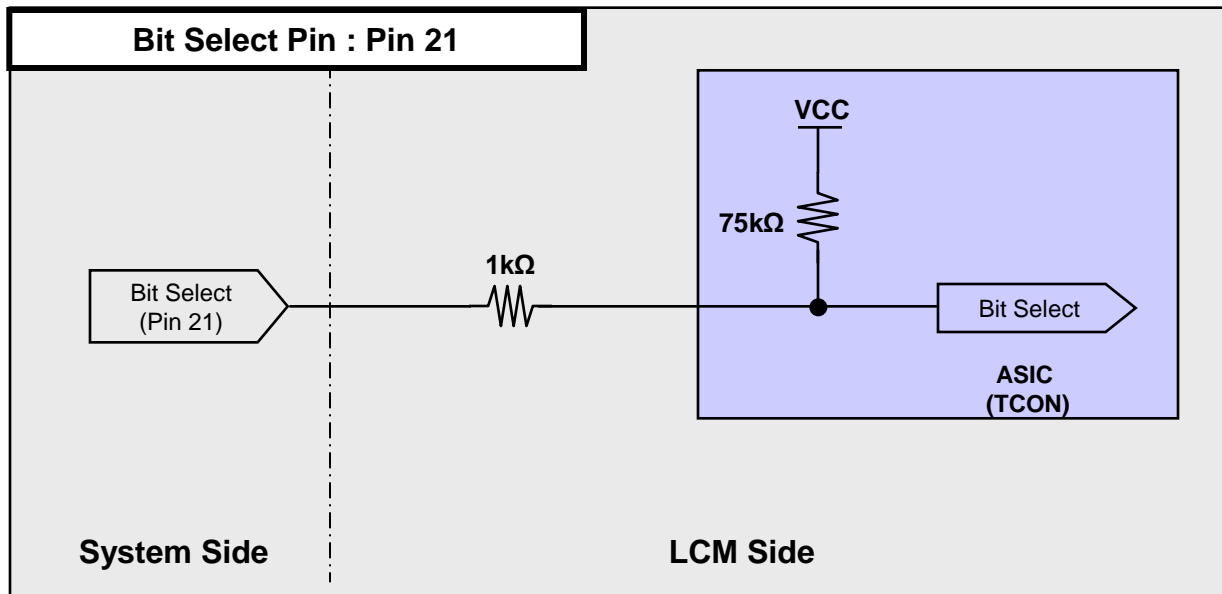 Bit Select Pin : Pin 21
VCC
75kΩ
1kΩ
Bit Select
(Pin 21)
Bit Select
ASIC
(TCON)
System Side
LCM Side